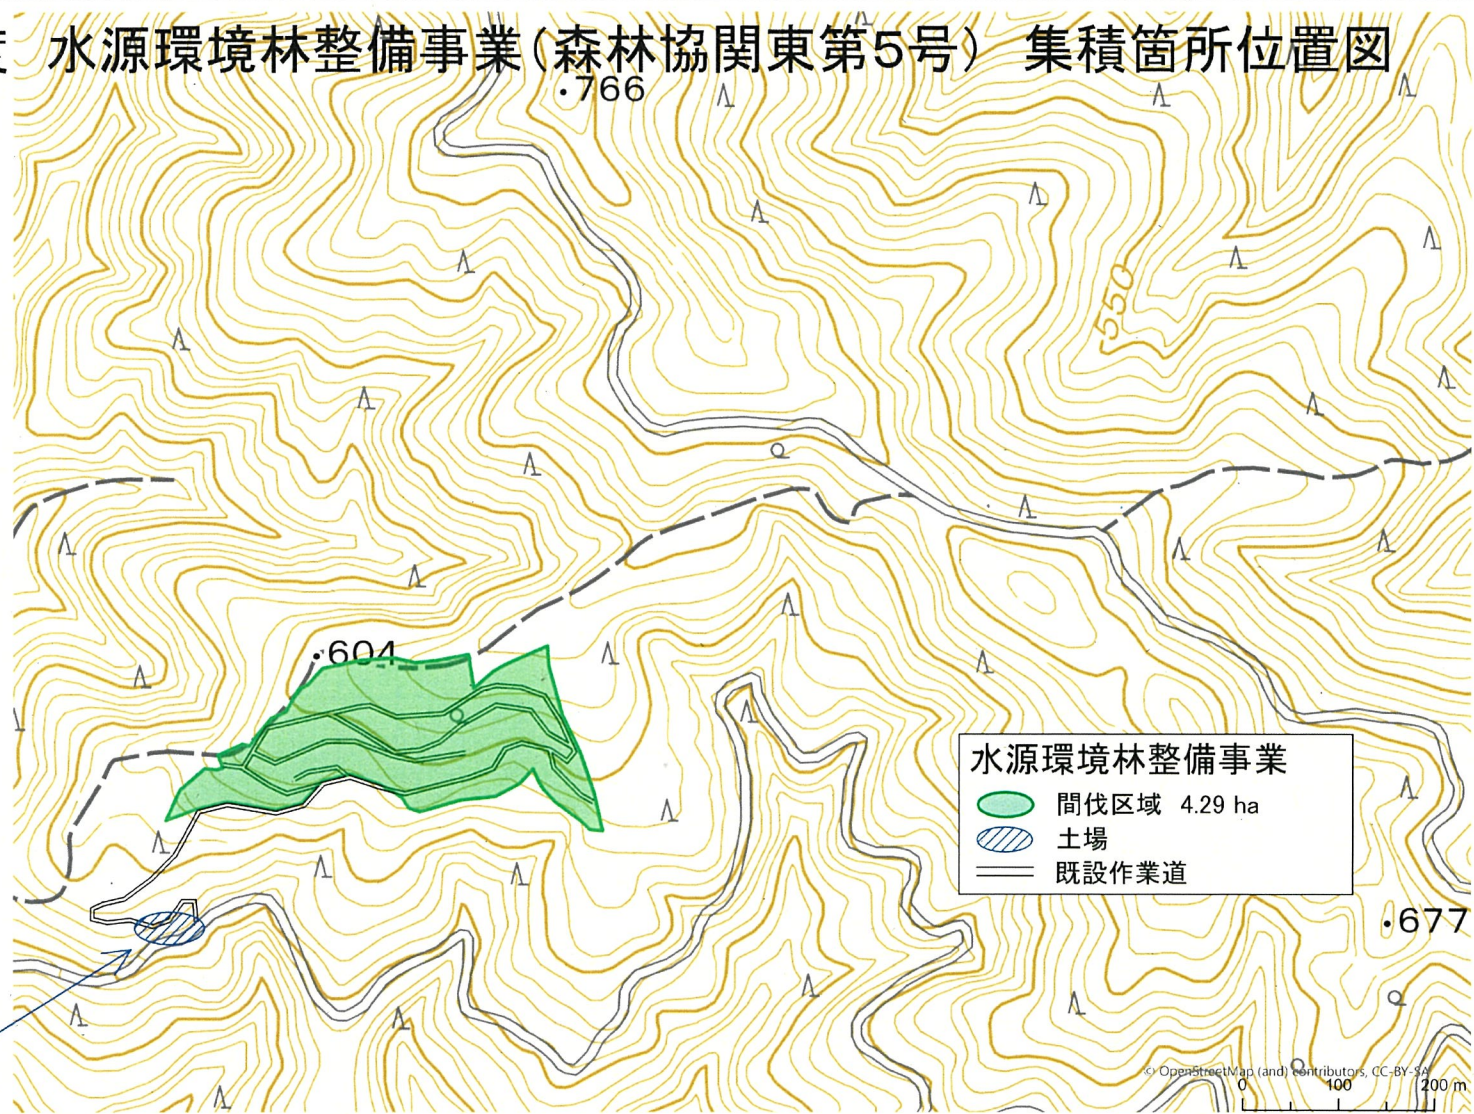 度 水源環境林整備事業(森林協関東第5号) 集積箇所位置図
766
550
604
水源環境林整備事業
間伐区域 4.29 ha
土場
既設作業道
677
© OpenStreetMap (and) contributors, CC-BY-SA
0 100 200 m